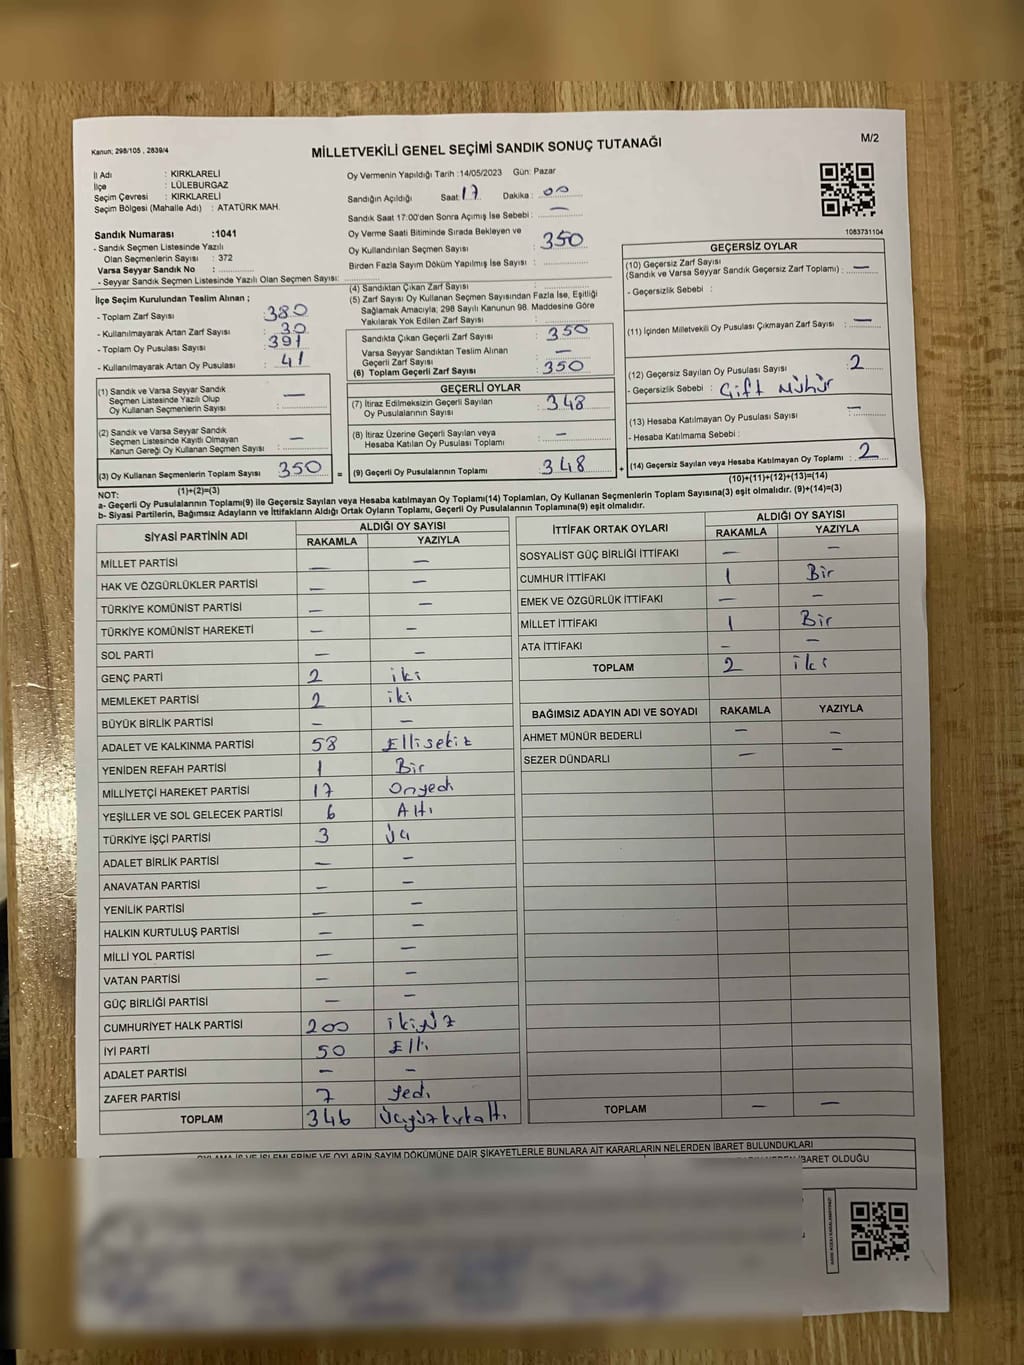 Kanun; 298/105 , 2839/4
MİLLETVEKİLİ GENEL SEÇİMİ SANDIK SONUÇ TUTANAĞI
M/2
İl Adı : KIRKLARELİ
İlçe : LÜLEBURGAZ
Seçim Çevresi : KIRKLARELİ
Seçim Bölgesi (Mahalle Adı) : ATATÜRK MAH.
Sandık Numarası :1041
- Sandık Seçmen Listesinde Yazılı
Olan Seçmenlerin Sayısı : 372
Varsa Seyyar Sandık No : ..................
- Seyyar Sandık Seçmen Listesinde Yazılı Olan Seçmen Sayısı: ..................
Oy Vermenin Yapıldığı Tarih :14/05/2023 Gün: Pazar
Sandığın Açıldığı Saat: 17 Dakika : 00
Sandık Saat 17:00'den Sonra Açımış İse Sebebi : —
Oy Verme Saati Bitiminde Sırada Bekleyen ve
Oy Kullandırılan Seçmen Sayısı : 350
Birden Fazla Sayım Döküm Yapılmış İse Sayısı : ..................
1083731104
İlçe Seçim Kurulundan Teslim Alınan ;
- Toplam Zarf Sayısı : 380
- Kullanılmayarak Artan Zarf Sayısı : 30
- Toplam Oy Pusulası Sayısı : 391
- Kullanılmayarak Artan Oy Pusulası : 41
(1) Sandık ve Varsa Seyyar Sandık
Seçmen Listesinde Yazılı Olup
Oy Kullanan Seçmenlerin Sayısı : —
(2) Sandık ve Varsa Seyyar Sandık
Seçmen Listesinde Kayıtlı Olmayan
Kanun Gereği Oy Kullanan Seçmen Sayısı : —
(3) Oy Kullanan Seçmenlerin Toplam Sayısı 350 =
(1)+(2)=(3)
(4) Sandıktan Çıkan Zarf Sayısı : ..................
(5) Zarf Sayısı Oy Kullanan Seçmen Sayısından Fazla İse, Eşitliği
Sağlamak Amacıyla; 298 Sayılı Kanunun 98. Maddesine Göre
Yakılarak Yok Edilen Zarf Sayısı : ..................
Sandıkta Çıkan Geçerli Zarf Sayısı : 350
Varsa Seyyar Sandıktan Teslim Alınan
Geçerli Zarf Sayısı : —
(6) Toplam Geçerli Zarf Sayısı : 350
GEÇERLİ OYLAR
(7) İtiraz Edilmeksizin Geçerli Sayılan
Oy Pusulalarının Sayısı : 348
(8) İtiraz Üzerine Geçerli Sayılan veya
Hesaba Katılan Oy Pusulası Toplamı : —
(9) Geçerli Oy Pusulalarının Toplamı : 348 +
GEÇERSİZ OYLAR
(10) Geçersiz Zarf Sayısı
(Sandık ve Varsa Seyyar Sandık Geçersiz Zarf Toplamı) : —
- Geçersizlik Sebebi :
(11) İçinden Milletvekili Oy Pusulası Çıkmayan Zarf Sayısı : —
(12) Geçersiz Sayılan Oy Pusulası Sayısı : 2
- Geçersizlik Sebebi : Çift Mühür
(13) Hesaba Katılmayan Oy Pusulası Sayısı : —
- Hesaba Katılmama Sebebi :
(14) Geçersiz Sayılan veya Hesaba Katılmayan Oy Toplamı : 2
(10)+(11)+(12)+(13)=(14)
NOT:
a- Geçerli Oy Pusulalarının Toplamı(9) ile Geçersiz Sayılan veya Hesaba katılmayan Oy Toplamı(14) Toplamları, Oy Kullanan Seçmenlerin Toplam Sayısına(3) eşit olmalıdır. (9)+(14)=(3)
b- Siyasi Partilerin, Bağımsız Adayların ve İttifakların Aldığı Ortak Oyların Toplamı, Geçerli Oy Pusulalarının Toplamına(9) eşit olmalıdır.
SİYASİ PARTİNİN ADI ALDIĞI OY SAYISI
RAKAMLA YAZIYLA
MİLLET PARTİSİ — —
HAK VE ÖZGÜRLÜKLER PARTİSİ — —
TÜRKİYE KOMÜNİST PARTİSİ — —
TÜRKİYE KOMÜNİST HAREKETİ — —
SOL PARTİ — —
GENÇ PARTİ 2 iki
MEMLEKET PARTİSİ 2 iki
BÜYÜK BİRLİK PARTİSİ — —
ADALET VE KALKINMA PARTİSİ 58 Ellisekiz
YENİDEN REFAH PARTİSİ 1 Bir
MİLLİYETÇİ HAREKET PARTİSİ 17 Onyedi
YEŞİLLER VE SOL GELECEK PARTİSİ 6 Altı
TÜRKİYE İŞÇİ PARTİSİ 3 Üç
ADALET BİRLİK PARTİSİ — —
ANAVATAN PARTİSİ — —
YENİLİK PARTİSİ — —
HALKIN KURTULUŞ PARTİSİ — —
MİLLİ YOL PARTİSİ — —
VATAN PARTİSİ — —
GÜÇ BİRLİĞİ PARTİSİ — —
CUMHURİYET HALK PARTİSİ 200 ikiyüz
İYİ PARTİ 50 Elli
ADALET PARTİSİ — —
ZAFER PARTİSİ 7 Yedi
TOPLAM 346 Üçyüzkırkaltı
İTTİFAK ORTAK OYLARI ALDIĞI OY SAYISI
RAKAMLA YAZIYLA
SOSYALİST GÜÇ BİRLİĞİ İTTİFAKI — —
CUMHUR İTTİFAKI 1 Bir
EMEK VE ÖZGÜRLÜK İTTİFAKI — —
MİLLET İTTİFAKI 1 Bir
ATA İTTİFAKI — —
TOPLAM 2 iki
BAĞIMSIZ ADAYIN ADI VE SOYADI RAKAMLA YAZIYLA
AHMET MÜNÜR BEDERLİ — —
SEZER DÜNDARLI — —
TOPLAM — —
OYLAMA İŞ VE İŞLEMLERİNE VE OYLARIN SAYIM DÖKÜMÜNE DAİR ŞİKAYETLERLE BUNLARA AİT KARARLARIN NELERDEN İBARET BULUNDUKLARI
İBARET OLDUĞU